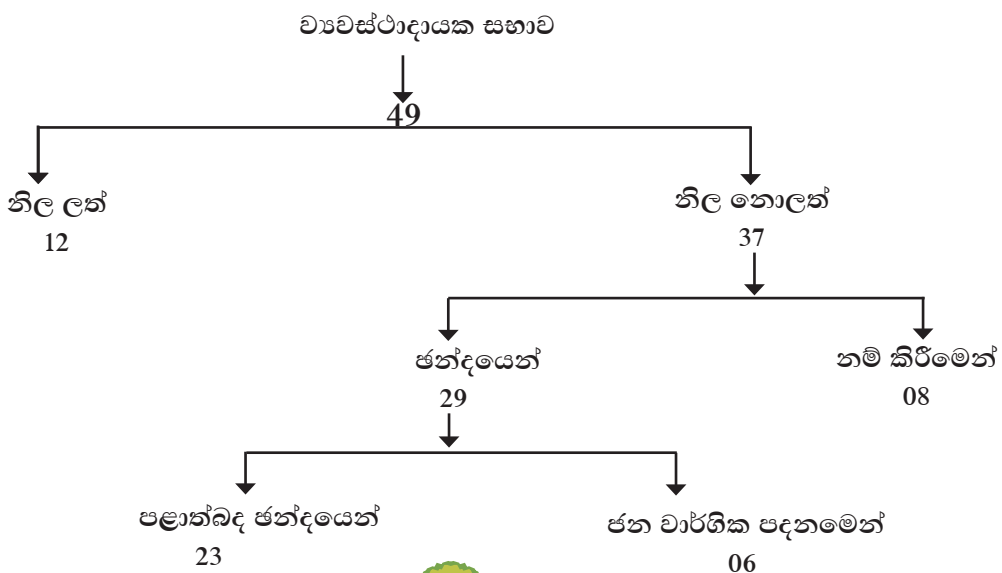 ව්‍යවස්ථාදායක සභාව
49
නිල ලත්
12
නිල නොලත්
37
ඡන්දයෙන්
29
නම් කිරීමෙන්
08
පළාත්බද ඡන්දයෙන්
23
ජන වාර්ගික පදනමෙන්
06